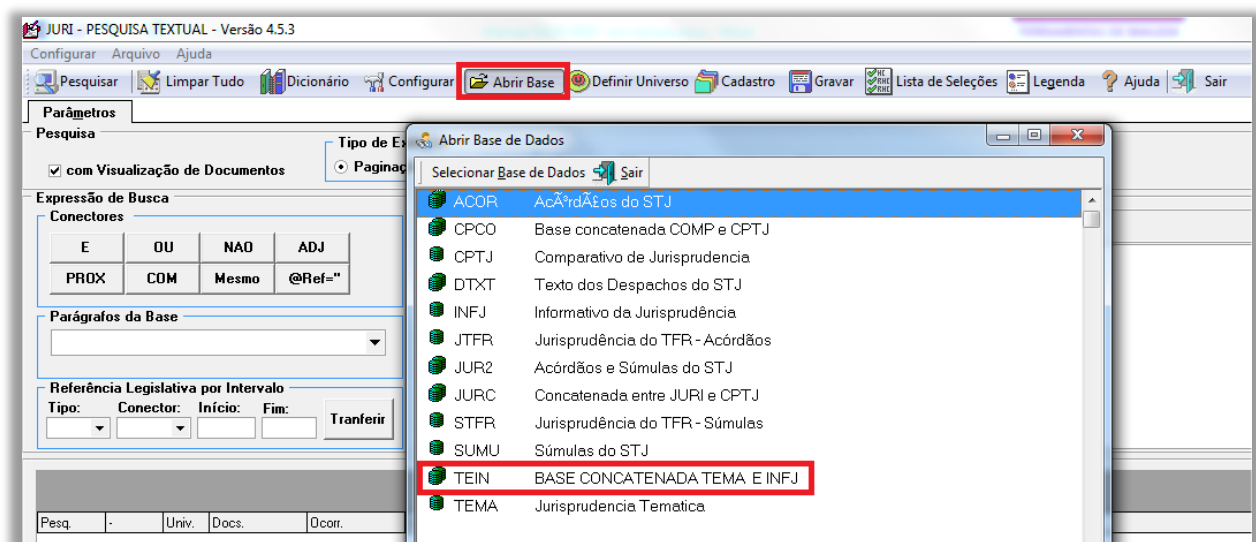 JURI - PESQUISA TEXTUAL - Versão 4.5.3
Configurar Arquivo Ajuda
Pesquisar Limpar Tudo Dicionário Configurar Abrir Base Definir Universo Cadastro Gravar Lista de Seleções Legenda Ajuda Sair
Parâmetros
Pesquisa
com Visualização de Documentos
Tipo de Ex
Paginaç
Expressão de Busca
Conectores
E OU NAO ADJ
PROX COM Mesmo @Ref="
Parágrafos da Base
Referência Legislativa por Intervalo
Tipo: Conector: Início: Fim:
Tranferir
Pesq. - Univ. Docs. Ocorr.
Abrir Base de Dados
Selecionar Base de Dados Sair
ACOR AcÃ³rdÃ£os do STJ
CPCO Base concatenada COMP e CPTJ
CPTJ Comparativo de Jurisprudencia
DTXT Texto dos Despachos do STJ
INFJ Informativo da Jurisprudência
JTFR Jurisprudência do TFR - Acórdãos
JUR2 Acórdãos e Súmulas do STJ
JURC Concatenada entre JURI e CPTJ
STFR Jurisprudência do TFR - Súmulas
SUMU Súmulas do STJ
TEIN BASE CONCATENADA TEMA E INFJ
TEMA Jurisprudencia Tematica